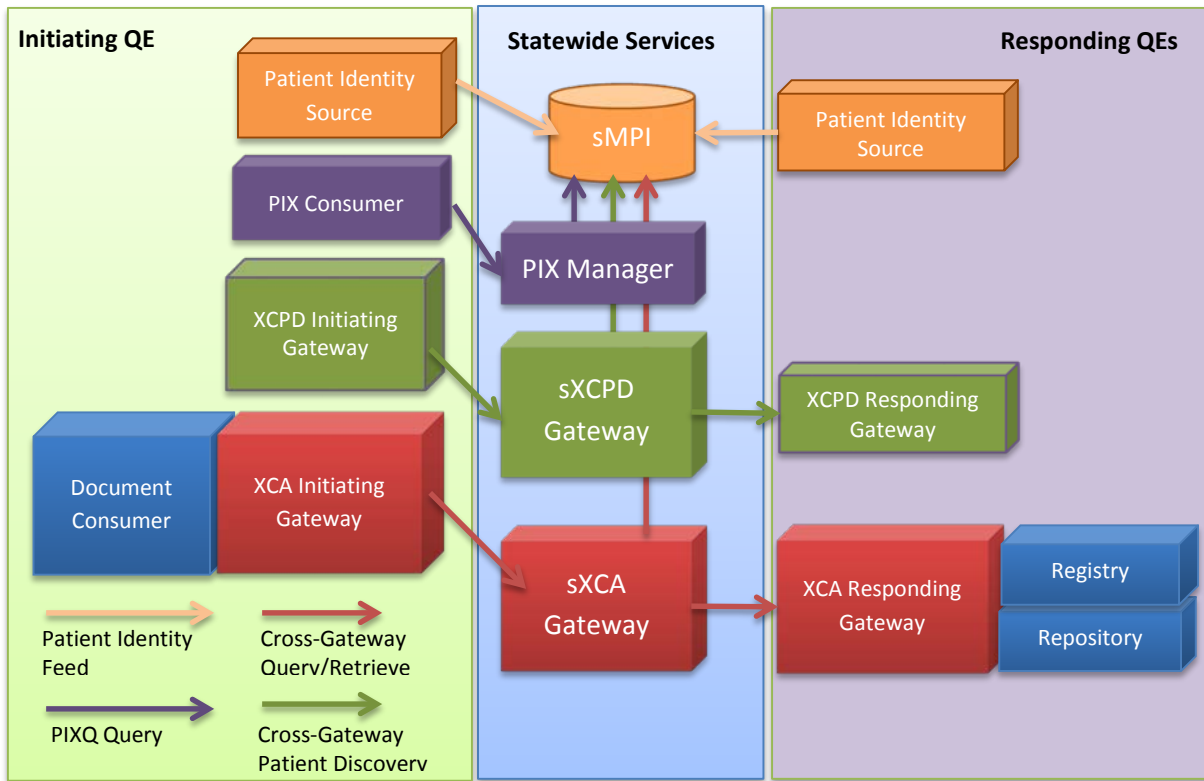 Initiating QE
Patient Identity
Source
PIX Consumer
XCPD Initiating
Gateway
Document
Consumer
XCA Initiating
Gateway
Patient Identity
Feed
Cross-Gateway
Query/Retrieve
PIXQ Query
Cross-Gateway
Patient Discovery
Statewide Services
sMPI
PIX Manager
sXCPD
Gateway
sXCA
Gateway
Responding QEs
Patient Identity
Source
XCPD Responding
Gateway
XCA Responding
Gateway
Registry
Repository